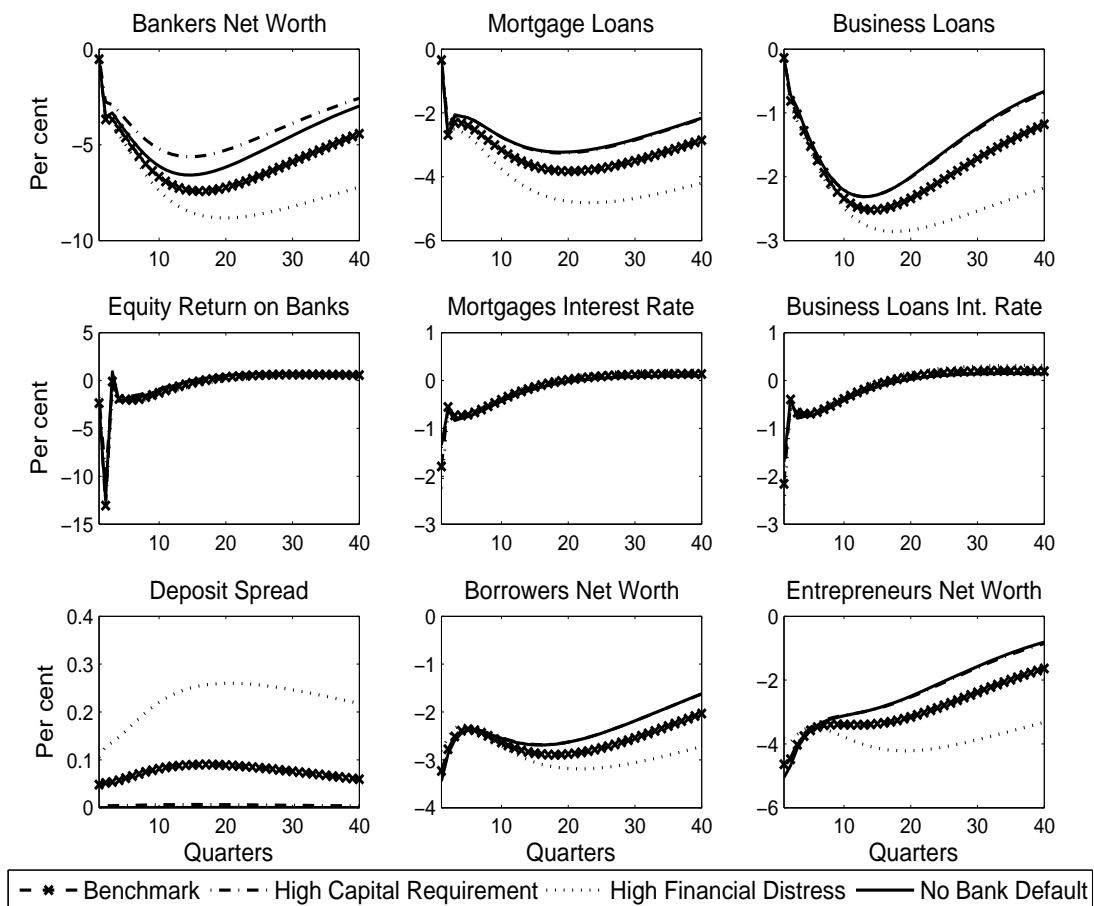 Bankers Net Worth
Mortgage Loans
Business Loans
Per cent
0
−5
−10
10 20 30 40
0
−2
−4
−6
10 20 30 40
0
−1
−2
−3
10 20 30 40
Equity Return on Banks
Mortgages Interest Rate
Business Loans Int. Rate
Per cent
5
0
−5
−10
−15
10 20 30 40
1
0
−1
−2
−3
10 20 30 40
1
0
−1
−2
−3
10 20 30 40
Deposit Spread
Borrowers Net Worth
Entrepreneurs Net Worth
Per cent
0.4
0.3
0.2
0.1
0
10 20 30 40
Quarters
0
−1
−2
−3
−4
10 20 30 40
Quarters
0
−2
−4
−6
10 20 30 40
Quarters
Benchmark
High Capital Requirement
High Financial Distress
No Bank Default